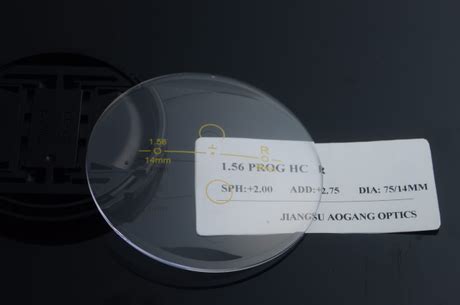 1.56
14mm
R
1.56 PROG HC R
SPH:+2.00 ADD:+2.75 DIA: 75/14MM
JIANGSU AOGANG OPTICS